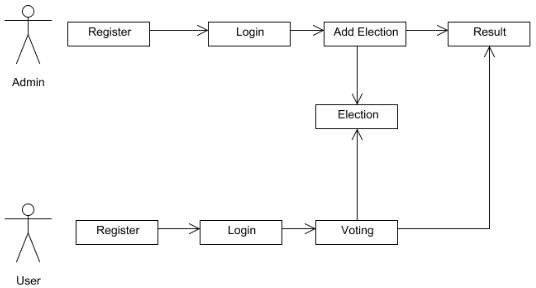 Register
Login
Add Election
Result
Admin
Election
Register
Login
Voting
User